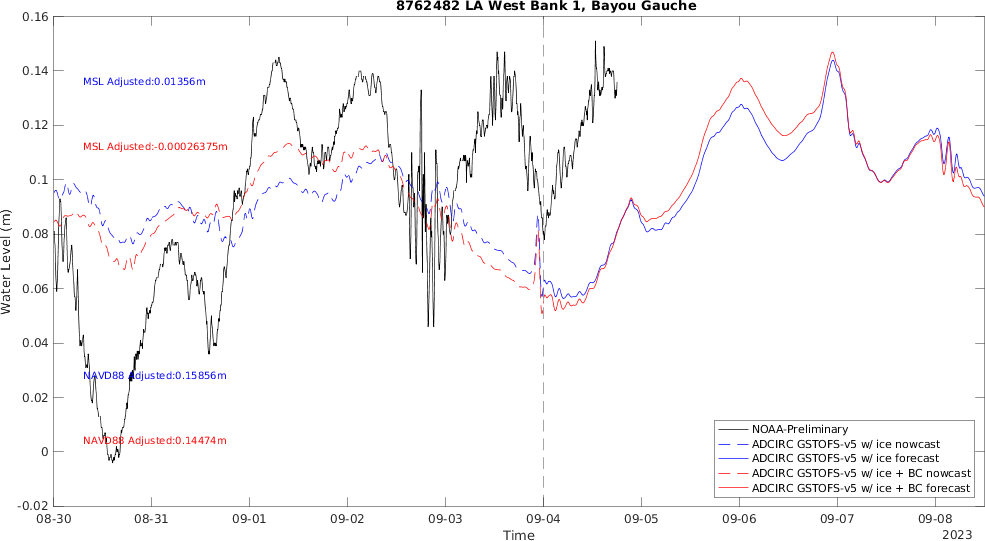 8762482 LA West Bank 1, Bayou Gauche
Water Level (m)
0.16
0.14
0.12
0.1
0.08
0.06
0.04
0.02
0
-0.02
MSL Adjusted:0.01356m
MSL Adjusted:-0.00026375m
NAVD88 Adjusted:0.15856m
NAVD88 Adjusted:0.14474m
NOAA-Preliminary
ADCIRC GSTOFS-v5 w/ ice nowcast
ADCIRC GSTOFS-v5 w/ ice forecast
ADCIRC GSTOFS-v5 w/ ice + BC nowcast
ADCIRC GSTOFS-v5 w/ ice + BC forecast
08-30 08-31 09-01 09-02 09-03 09-04 09-05 09-06 09-07 09-08
Time
2023